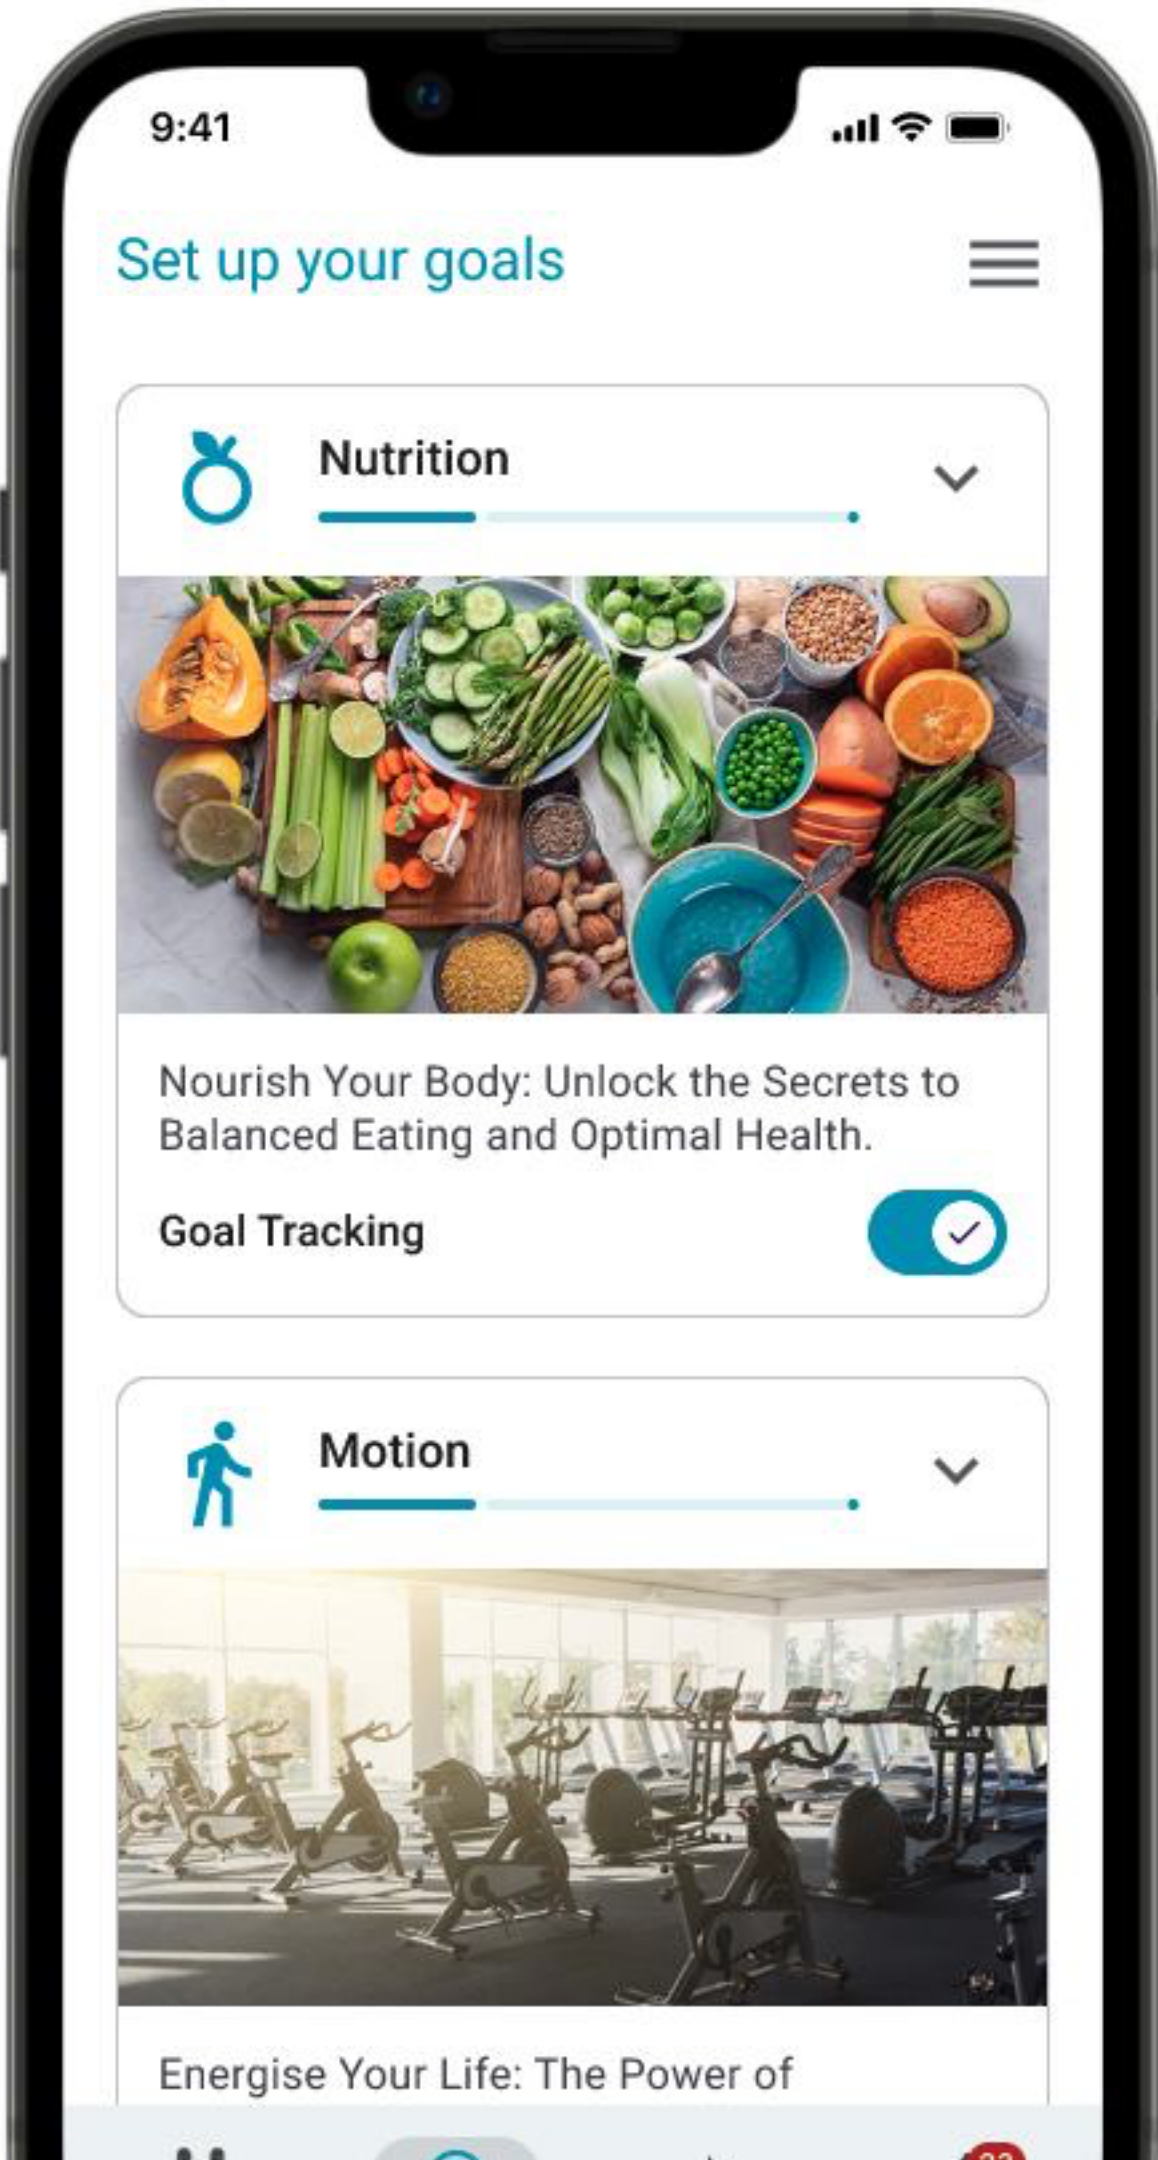 9:41
Set up your goals
Nutrition
Nourish Your Body: Unlock the Secrets to
Balanced Eating and Optimal Health.
Goal Tracking
Motion
Energise Your Life: The Power of